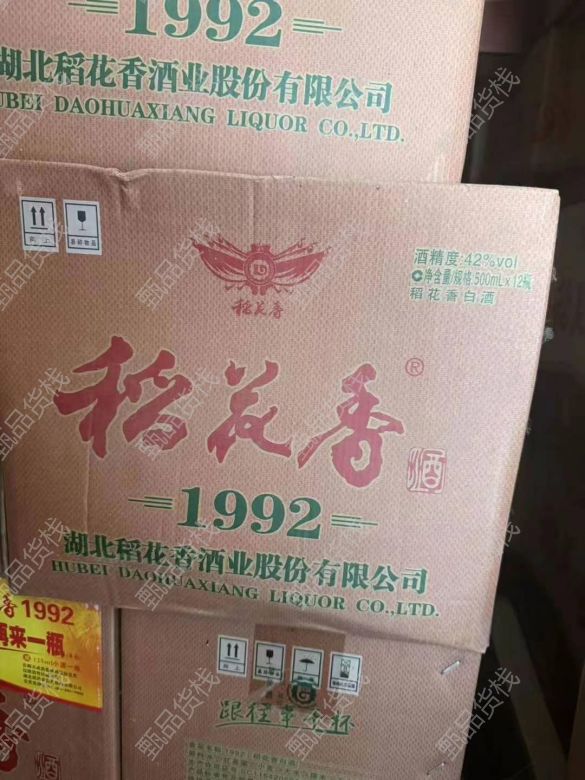 1992
湖北稻花香酒业股份有限公司
HUBEI DAOHUAXIANG LIQUOR CO.,LTD.
向上
易碎物品
稻花香
酒精度:42%vol
净含量/规格:500mL×12瓶
稻花香白酒
稻花香®
酒
1992
湖北稻花香酒业股份有限公司
HUBEI DAOHUAXIANG LIQUOR CO.,LTD.
香1992
再来一瓶
向上
甄品货栈